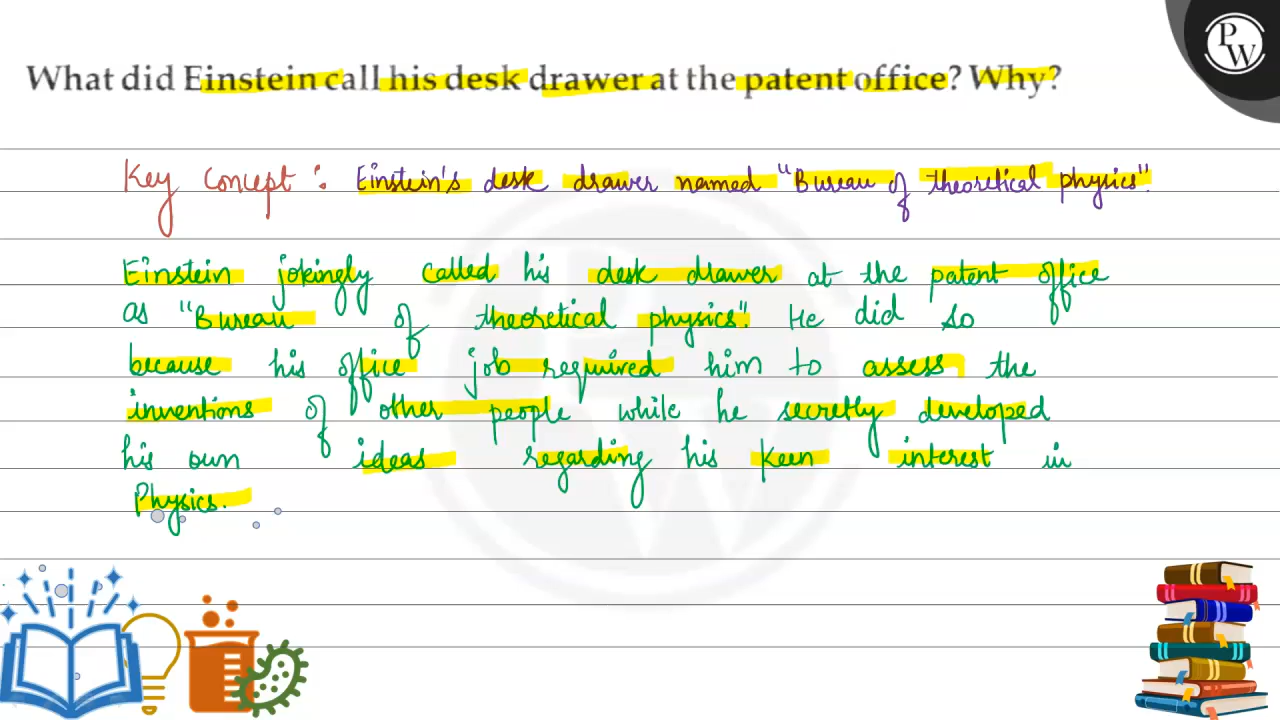 What did Einstein call his desk drawer at the patent office? Why?
PW
Key Concept : Einstein's desk drawer named "Bureau of theoretical physics".
Einstein jokingly called his desk drawer at the patent office
as "Bureau of theoretical physics". He did so
because his office job required him to assess the
inventions of other people while he secretly developed
his own ideas regarding his keen interest in
Physics.